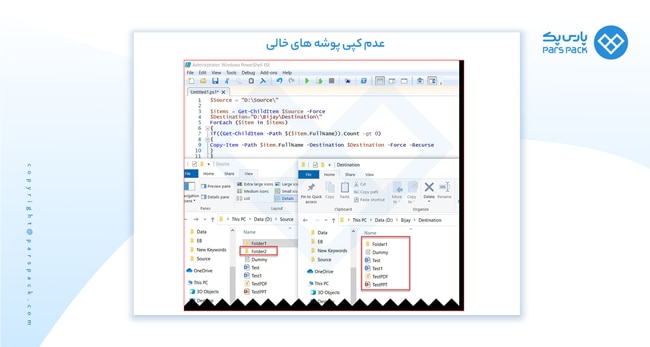 عدم کپی پوشه های خالی
پارس پک
PARS PACK
Administrator: Windows PowerShell ISE
File Edit View Tools Debug Add-ons Help
Untitled1.ps1* X
1 $Source = "D:\Source\"
2
3 $items = Get-ChildItem $Source -Force
4 $Destination="D:\Bijay\Destination\"
5 ForEach ($item in $items)
6 {
7 if((Get-ChildItem -Path $($item.FullName)).Count -gt 0)
8 {
9 Copy-Item -Path $item.FullName -Destination $Destination -Force -Recurse
10 }
11 }
Source
File Home Share View
Preview pane
Details pane
Extra large icons
Large icons
Medium icons
Small icons
List
Details
Panes Layout
This PC Data (D:) Source
Name
Data
EB
New Keywords
Source
OneDrive
This PC
3D Objects
Folder1
Folder2
Dummy
Test
Test1
TestPDF
TestPPT
Destination
File Home Share View
Pin to Quick access
Copy
Paste
Cut
Copy path
Paste shortcut
Move to
Copy to
Delete
Rename
Clipboard Organize
This PC Data (D:) Bijay Destination
Name
Data
EB
New Keywords
Source
OneDrive
This PC
3D Objects
Desktop
Folder1
Dummy
Test
Test1
TestPDF
TestPPT
copyright@parspack.com